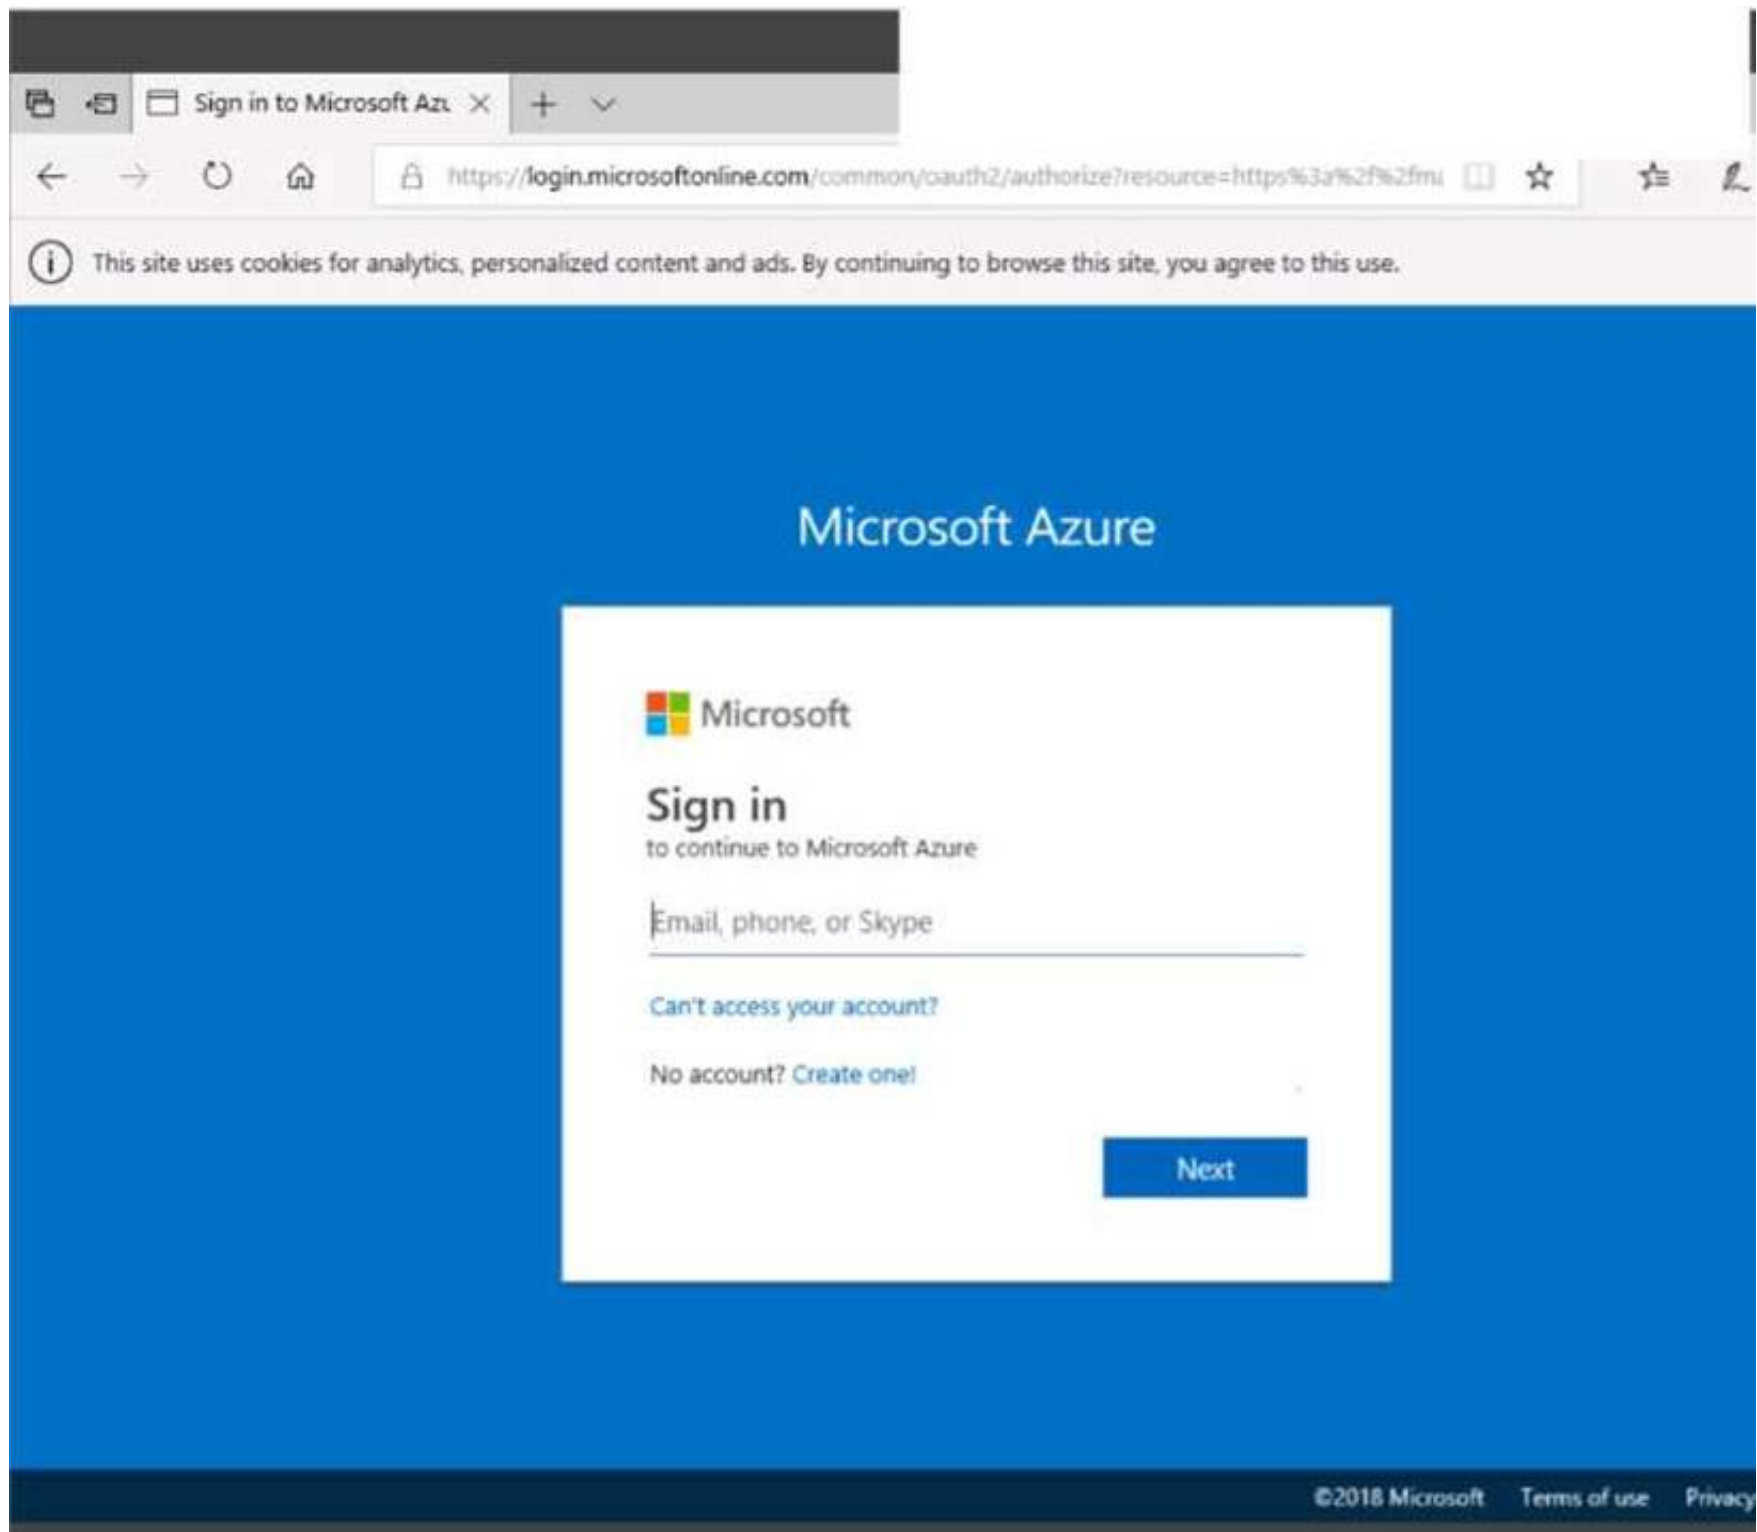 Sign in to Microsoft Azu
https://login.microsoftonline.com/common/oauth2/authorize?resource=https%3a%2f%2fma
This site uses cookies for analytics, personalized content and ads. By continuing to browse this site, you agree to this use.
Microsoft Azure
Microsoft
Sign in
to continue to Microsoft Azure
Email, phone, or Skype
Can't access your account?
No account? Create one!
Next
©2018 Microsoft Terms of use Privacy